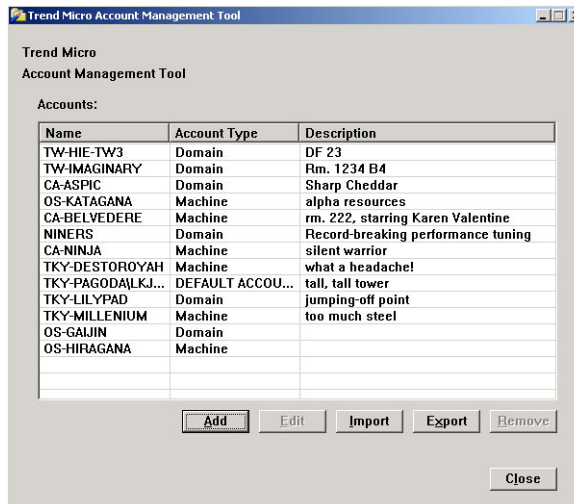 Trend Micro Account Management Tool
Trend Micro
Account Management Tool
Accounts:
Name Account Type Description
TW-HIE-TW3 Domain DF 23
TW-IMAGINARY Domain Rm. 1234 B4
CA-ASPIC Domain Sharp Cheddar
OS-KATAGANA Machine alpha resources
CA-BELVEDERE Machine rm. 222, starring Karen Valentine
NINERS Domain Record-breaking performance tuning
CA-NINJA Machine silent warrior
TKY-DESTOROYAH Machine what a headache!
TKY-PAGODA\LKJ... DEFAULT ACCOU... tall, tall tower
TKY-LILYPAD Domain jumping-off point
TKY-MILLENIUM Machine too much steel
OS-GAIJIN Domain
OS-HIRAGANA Machine
Add Edit Import Export Remove
Close